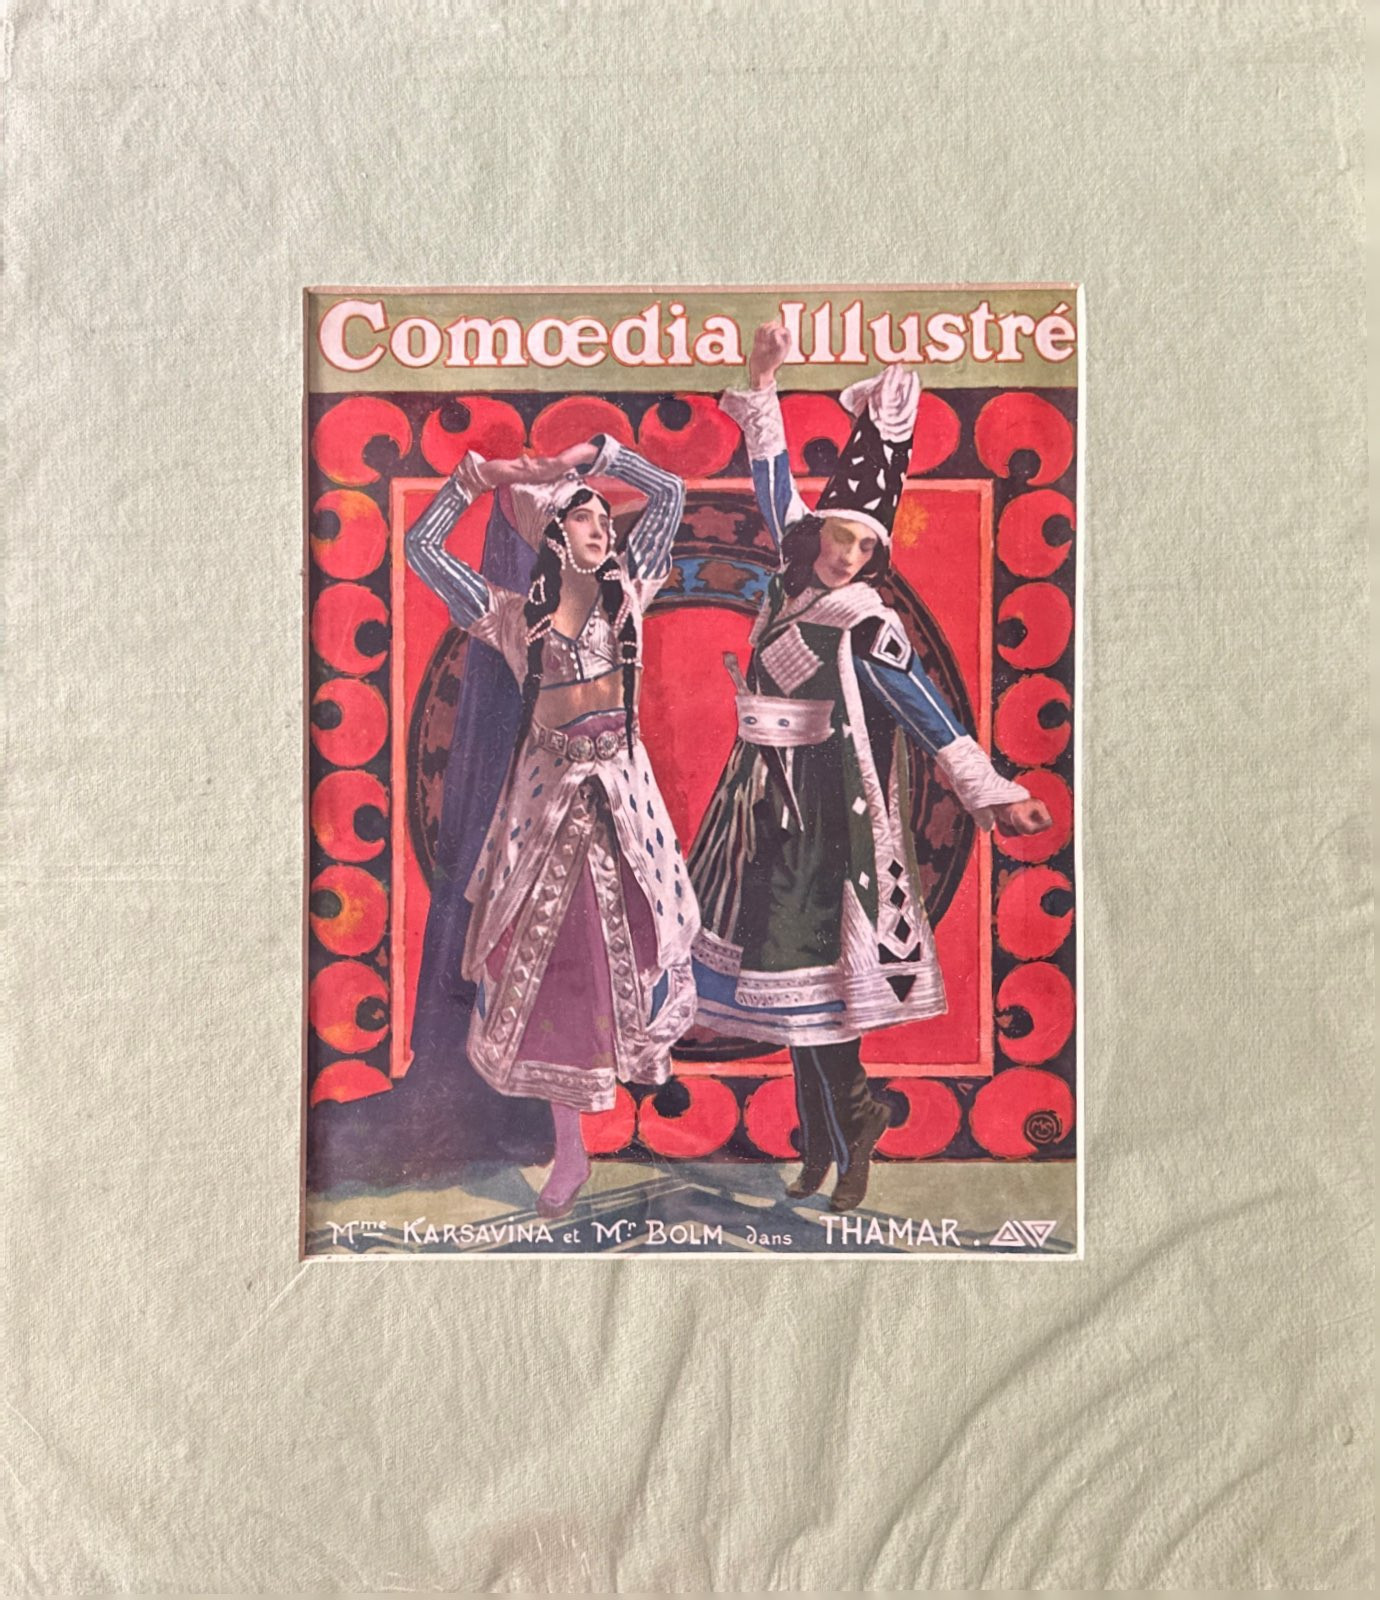 Comœdia Illustré
Mme KARSAVINA et Mr BOLM dans THAMAR.